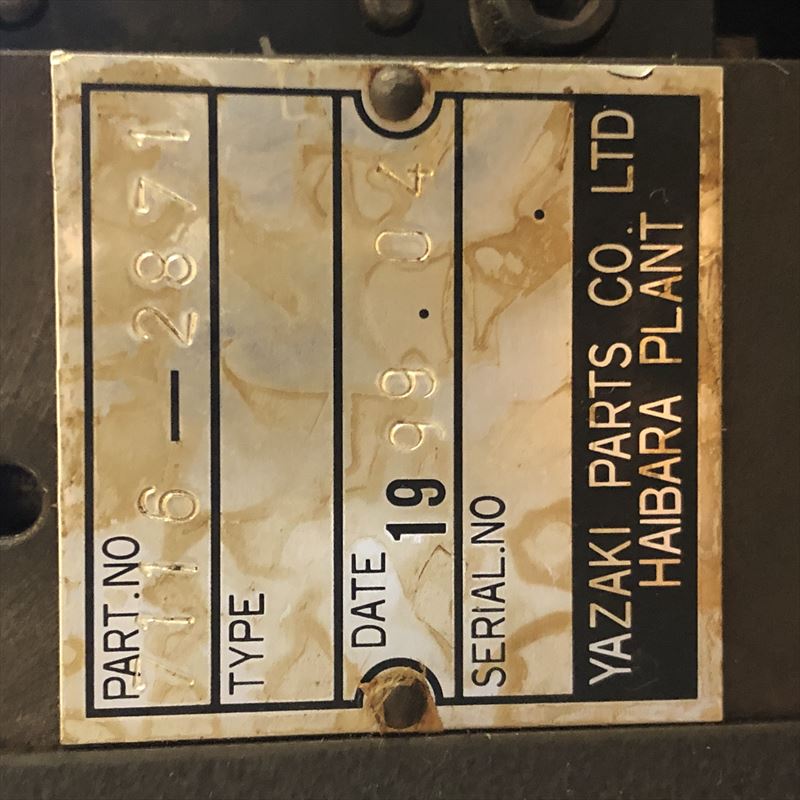 PART.NO
7116-2871
TYPE
DATE
1999.04
SERIAL.NO
YAZAKI PARTS CO. LTD
HAIBARA PLANT